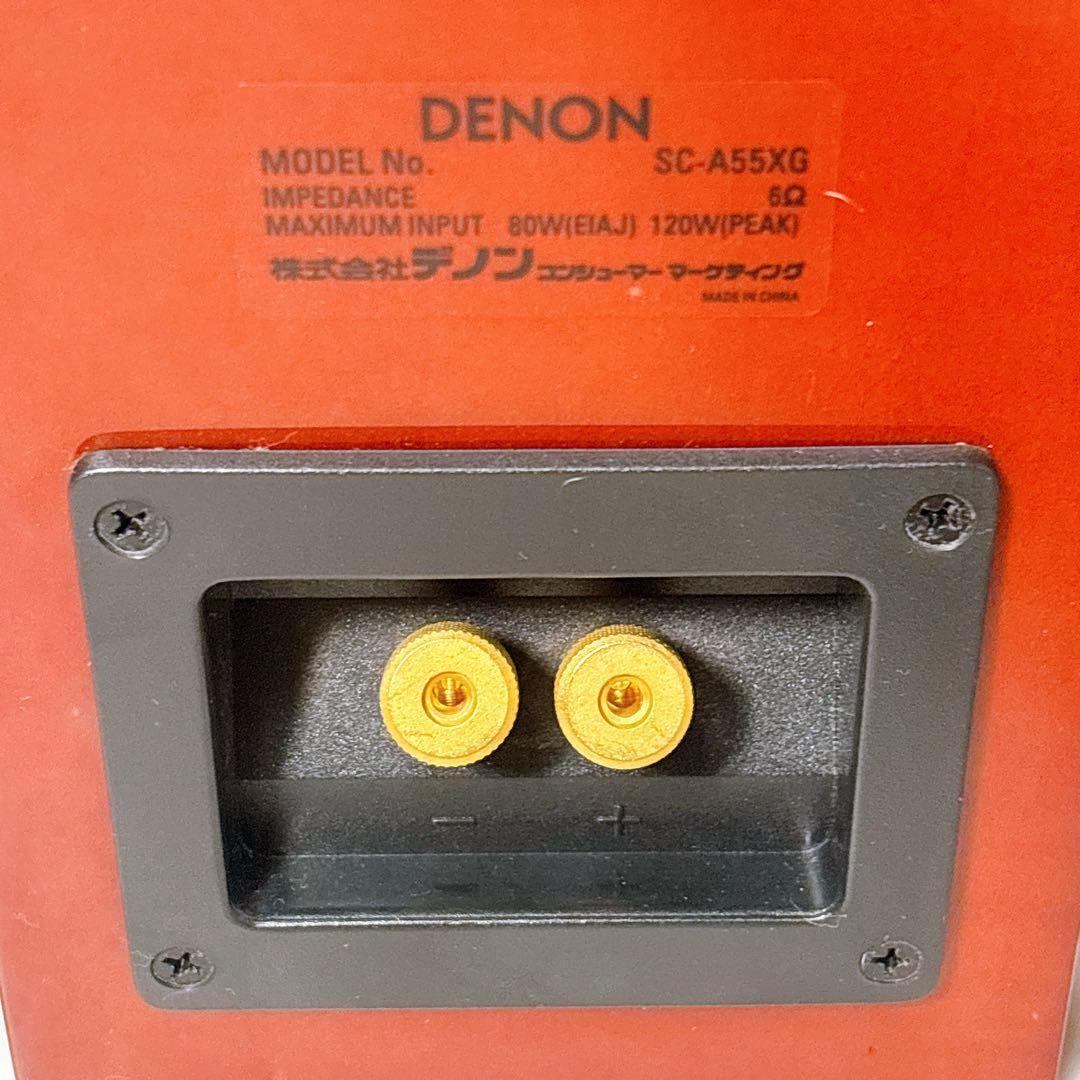 DENON
MODEL No. SC-A55XG
IMPEDANCE 6Ω
MAXIMUM INPUT 80W(EIAJ) 120W(PEAK)
株式会社デノン コンシューマー マーケティング
MADE IN CHINA
− +